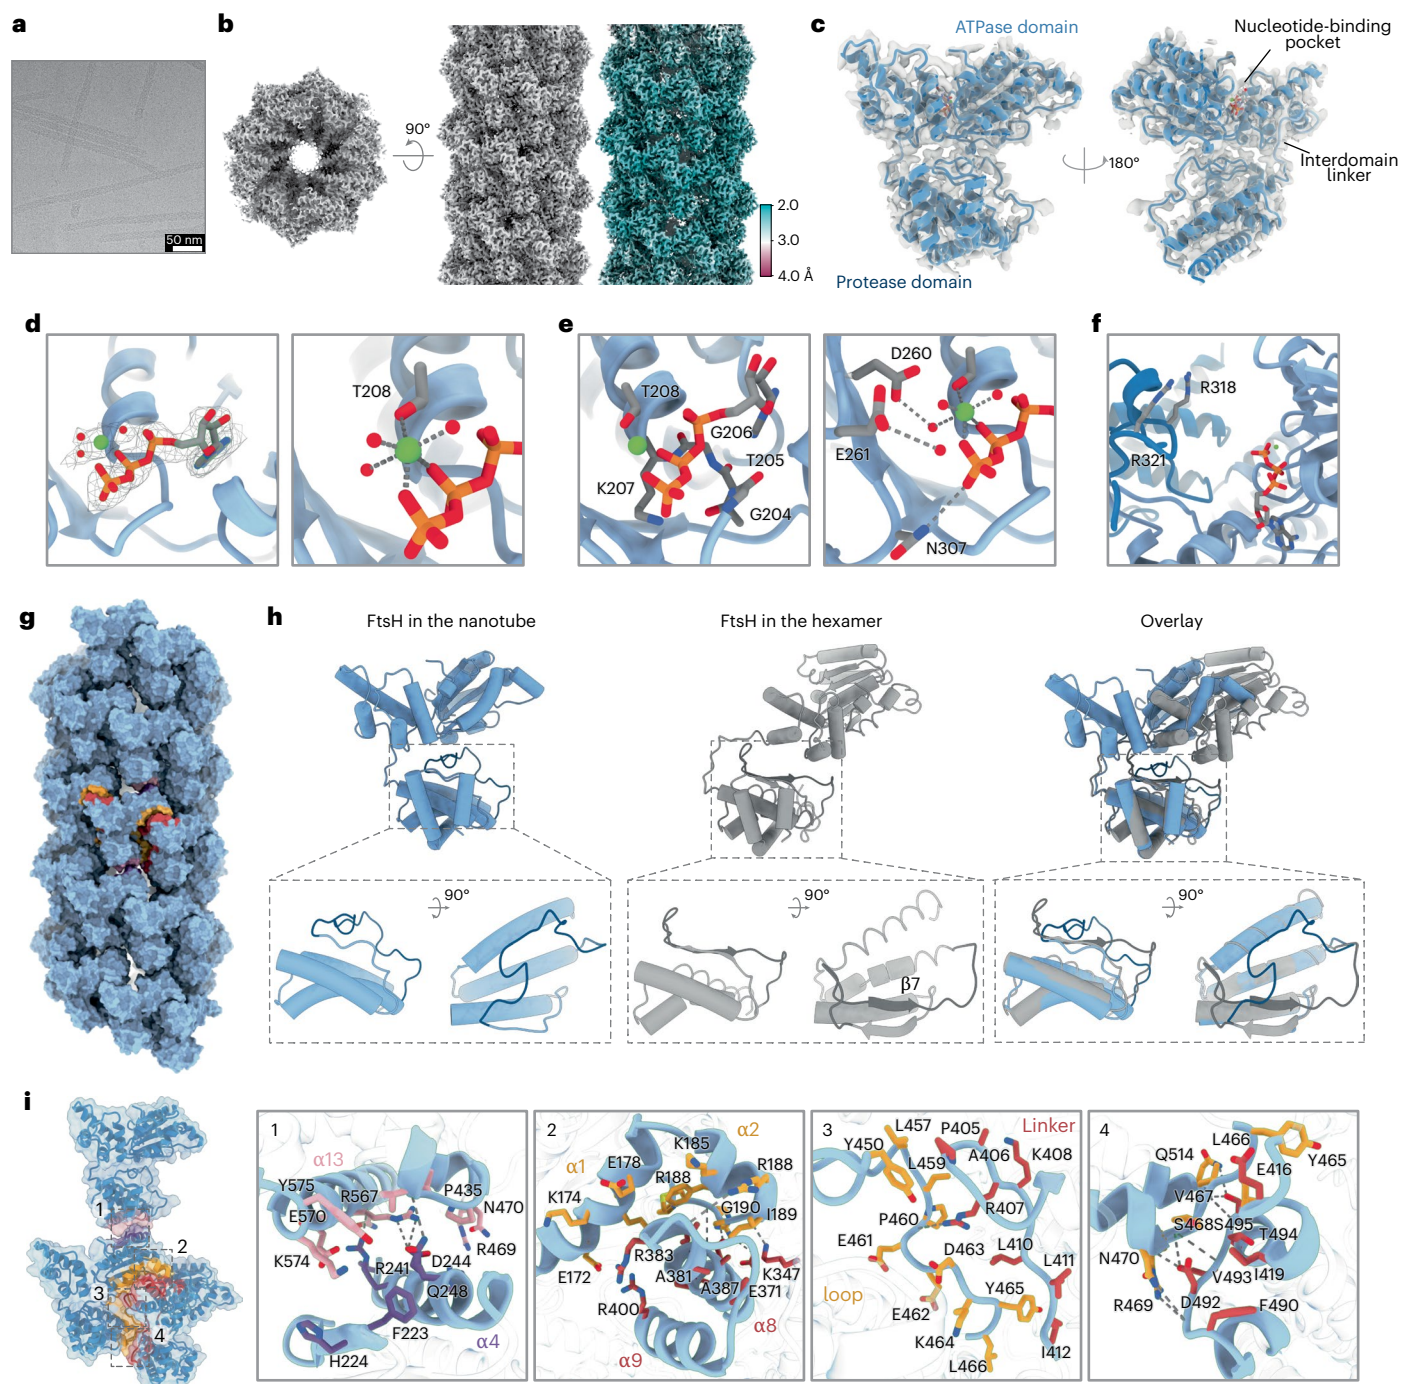 a
50 nm
b
90°
2.0
3.0
4.0 Å
c
ATPase domain
Nucleotide-binding
pocket
Interdomain
linker
180°
Protease domain
d
T208
e
T208
G206
T205
K207
G204
D260
E261
N307
f
R318
R321
g
h
FtsH in the nanotube
FtsH in the hexamer
Overlay
90°
90°
β7
90°
i
1
2
3
4
1
α13
Y575
R567
P435
E570
N470
K574
R241
D244
R469
Q248
F223
α4
H224
2
K185
α2
α1
E178
R188
R188
K174
G190
I189
R383
E172
A381
K347
A387
E371
R400
α8
α9
3
L457
P405
Linker
Y450
A406
K408
L459
R407
P460
E461
D463
L410
L411
loop
Y465
E462
K464
I412
L466
4
L466
Q514
Y465
E416
V467
S468
S495
T494
N470
I419
V493
R469
D492
F490